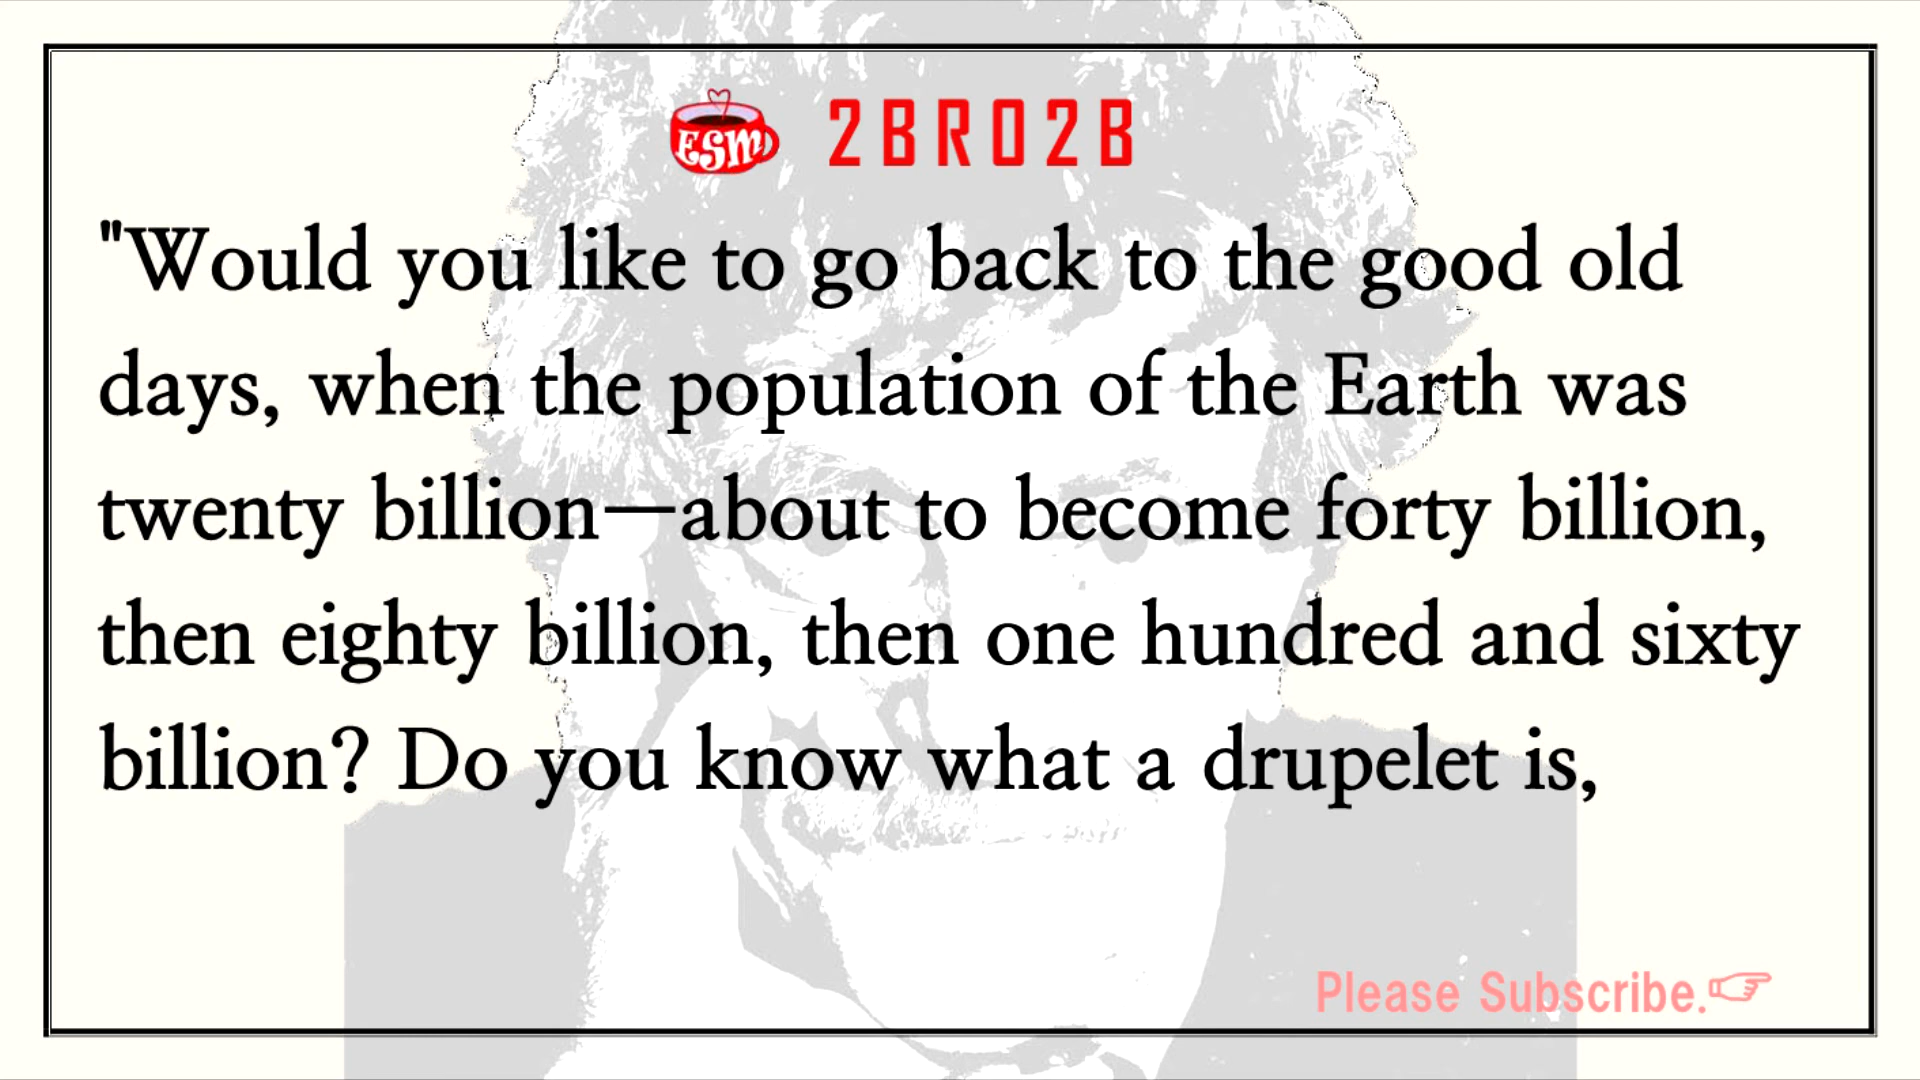 ESM 2BR02B
"Would you like to go back to the good old
days, when the population of the Earth was
twenty billion—about to become forty billion,
then eighty billion, then one hundred and sixty
billion? Do you know what a drupelet is,
Please Subscribe.☞